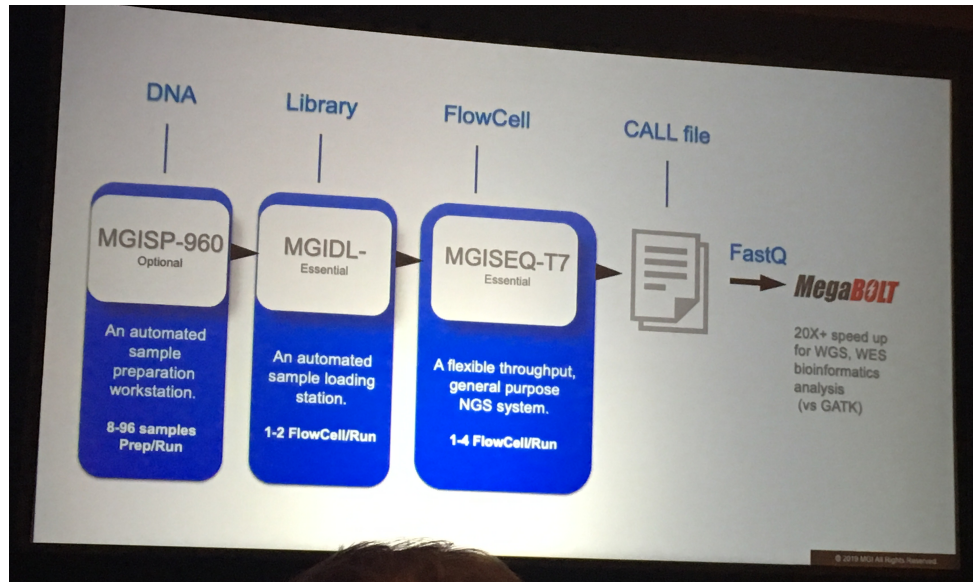 DNA
Library
FlowCell
CALL file
MGISP-960
Optional
An automated
sample
preparation
workstation.
8-96 samples
Prep/Run
MGIDL-
Essential
An automated
sample loading
station.
1-2 FlowCell/Run
MGISEQ-T7
Essential
A flexible throughput,
general purpose
NGS system.
1-4 FlowCell/Run
FastQ
MegaBOLT
20X+ speed up
for WGS, WES
bioinformatics
analysis
(vs GATK)
© 2019 MGI All Rights Reserved.